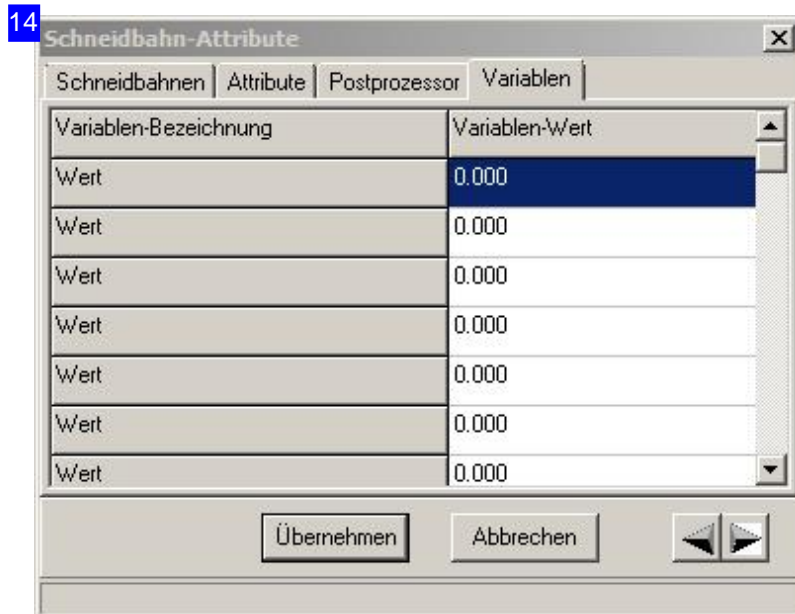 14
Schneidbahn-Attribute
Schneidbahnen Attribute Postprozessor Variablen
Variablen-Bezeichnung Variablen-Wert
Wert 0.000
Wert 0.000
Wert 0.000
Wert 0.000
Wert 0.000
Wert 0.000
Wert 0.000
Übernehmen Abbrechen